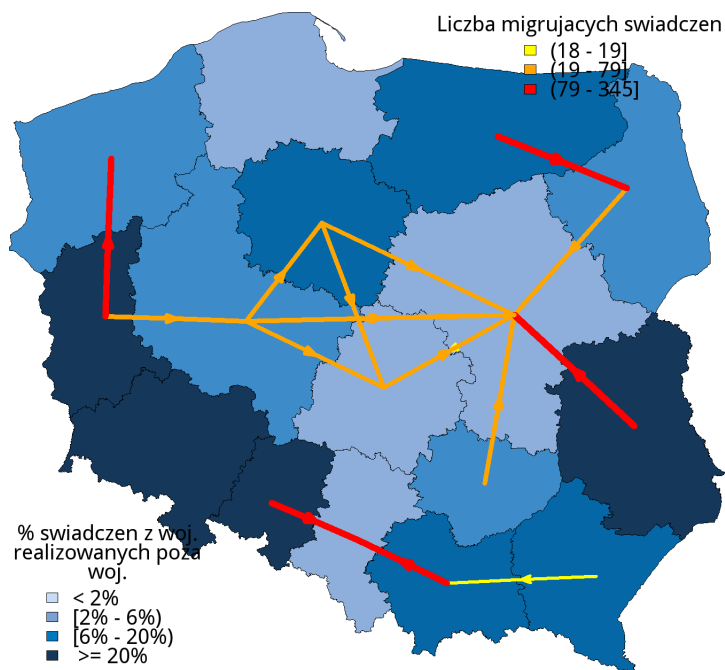 Liczba migrujacych swiadczen
(18 - 19]
(19 - 79]
(79 - 345]
% swiadczen z woj.
realizowanych poza
woj.
< 2%
[2% - 6%)
[6% - 20%)
>= 20%